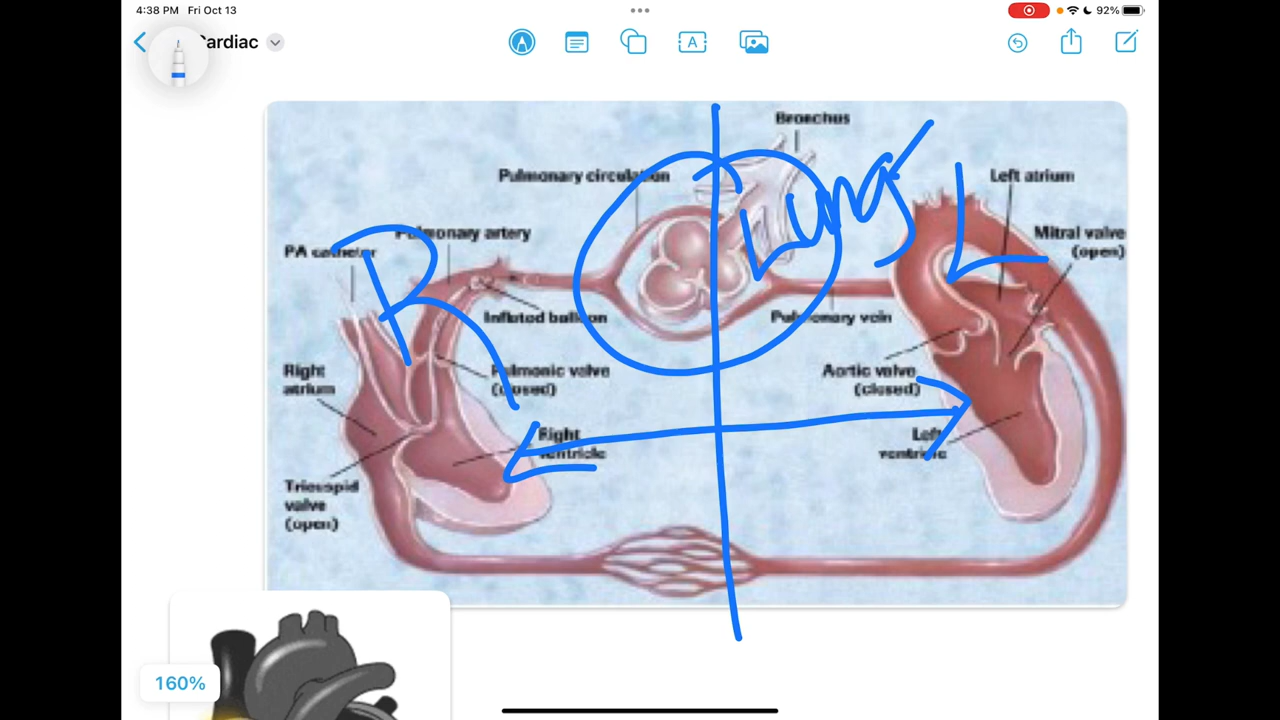 4:38 PM Fri Oct 13
92%
Cardiac
A
Bronchus
Pulmonary circulation
Lungs
L
Left atrium
R
Pulmonary artery
Mitral valve
(open)
PA catheter
Inflated balloon
Pulmonary vein
Right
atrium
Pulmonic valve
(closed)
Aortic valve
(closed)
Right
ventricle
Left
ventricle
Tricuspid
valve
(open)
160%